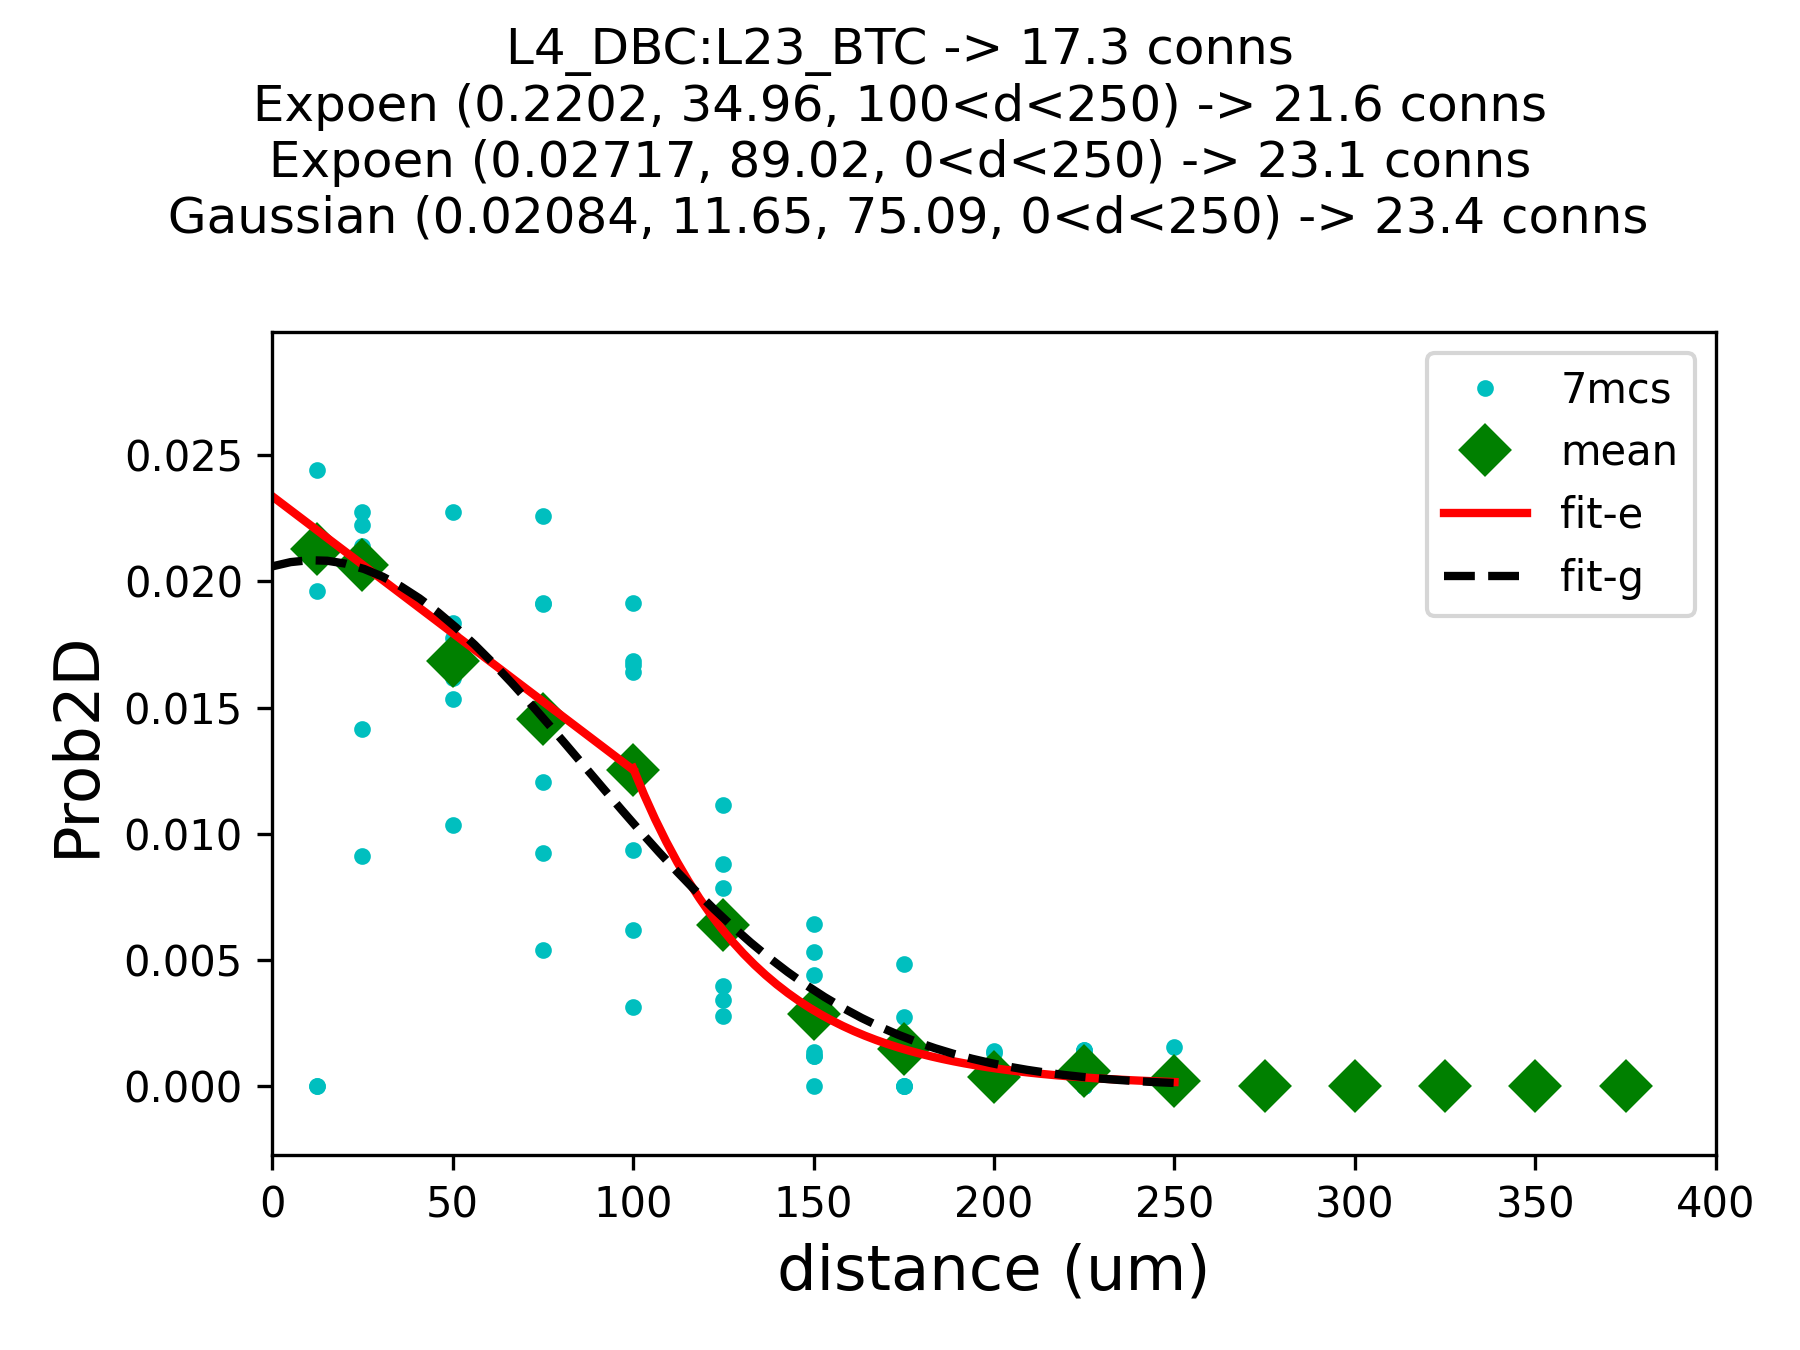 L4_DBC:L23_BTC -> 17.3 conns
Expoen (0.2202, 34.96, 100<d<250) -> 21.6 conns
Expoen (0.02717, 89.02, 0<d<250) -> 23.1 conns
Gaussian (0.02084, 11.65, 75.09, 0<d<250) -> 23.4 conns
7mcs
mean
fit-e
fit-g
Prob2D
0.025
0.020
0.015
0.010
0.005
0.000
0 50 100 150 200 250 300 350 400
distance (um)